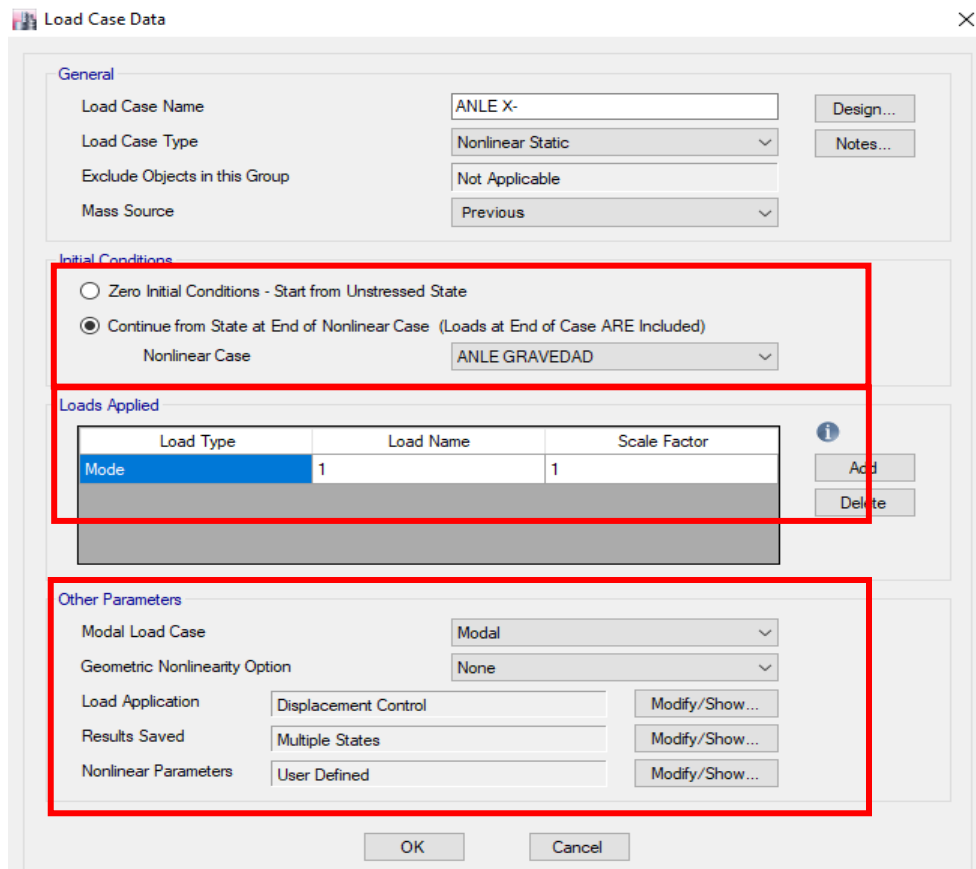 Load Case Data
General
Load Case Name ANLE X- Design...
Load Case Type Nonlinear Static Notes...
Exclude Objects in this Group Not Applicable
Mass Source Previous
Initial Conditions
Zero Initial Conditions - Start from Unstressed State
Continue from State at End of Nonlinear Case (Loads at End of Case ARE Included)
Nonlinear Case ANLE GRAVEDAD
Loads Applied
Load Type Load Name Scale Factor
Mode 1 1 Add
Delete
Other Parameters
Modal Load Case Modal
Geometric Nonlinearity Option None
Load Application Displacement Control Modify/Show...
Results Saved Multiple States Modify/Show...
Nonlinear Parameters User Defined Modify/Show...
OK Cancel